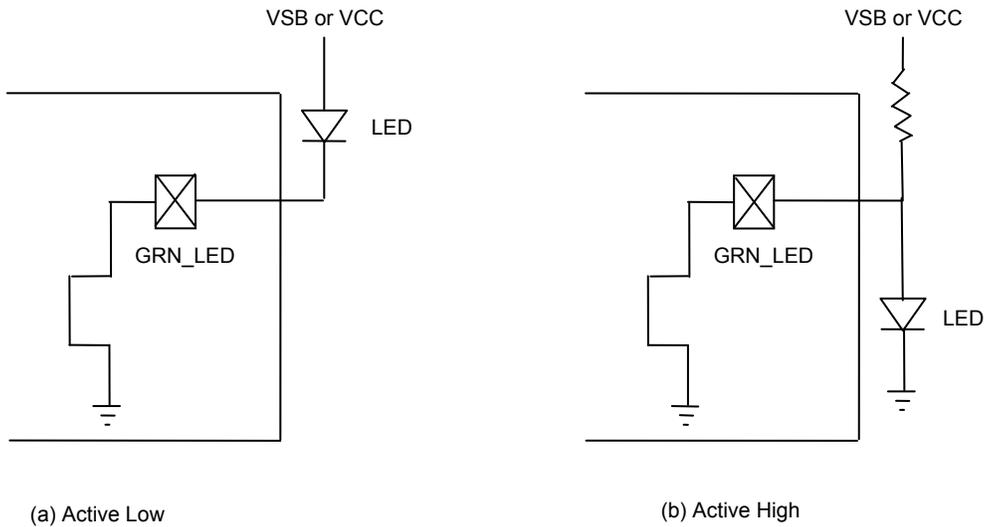 VSB or VCC
VSB or VCC
LED
GRN_LED
GRN_LED
LED
(a) Active Low
(b) Active High